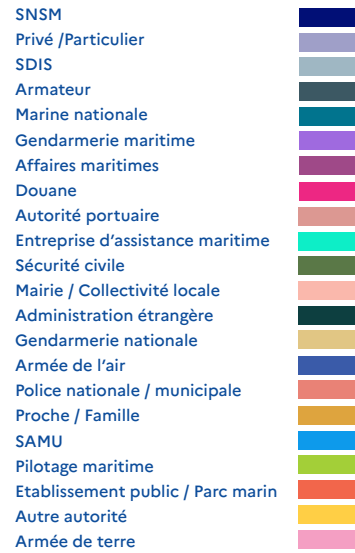 SNSM
Privé /Particulier
SDIS
Armateur
Marine nationale
Gendarmerie maritime
Affaires maritimes
Douane
Autorité portuaire
Entreprise d'assistance maritime
Sécurité civile
Mairie / Collectivité locale
Administration étrangère
Gendarmerie nationale
Armée de l'air
Police nationale / municipale
Proche / Famille
SAMU
Pilotage maritime
Etablissement public / Parc marin
Autre autorité
Armée de terre